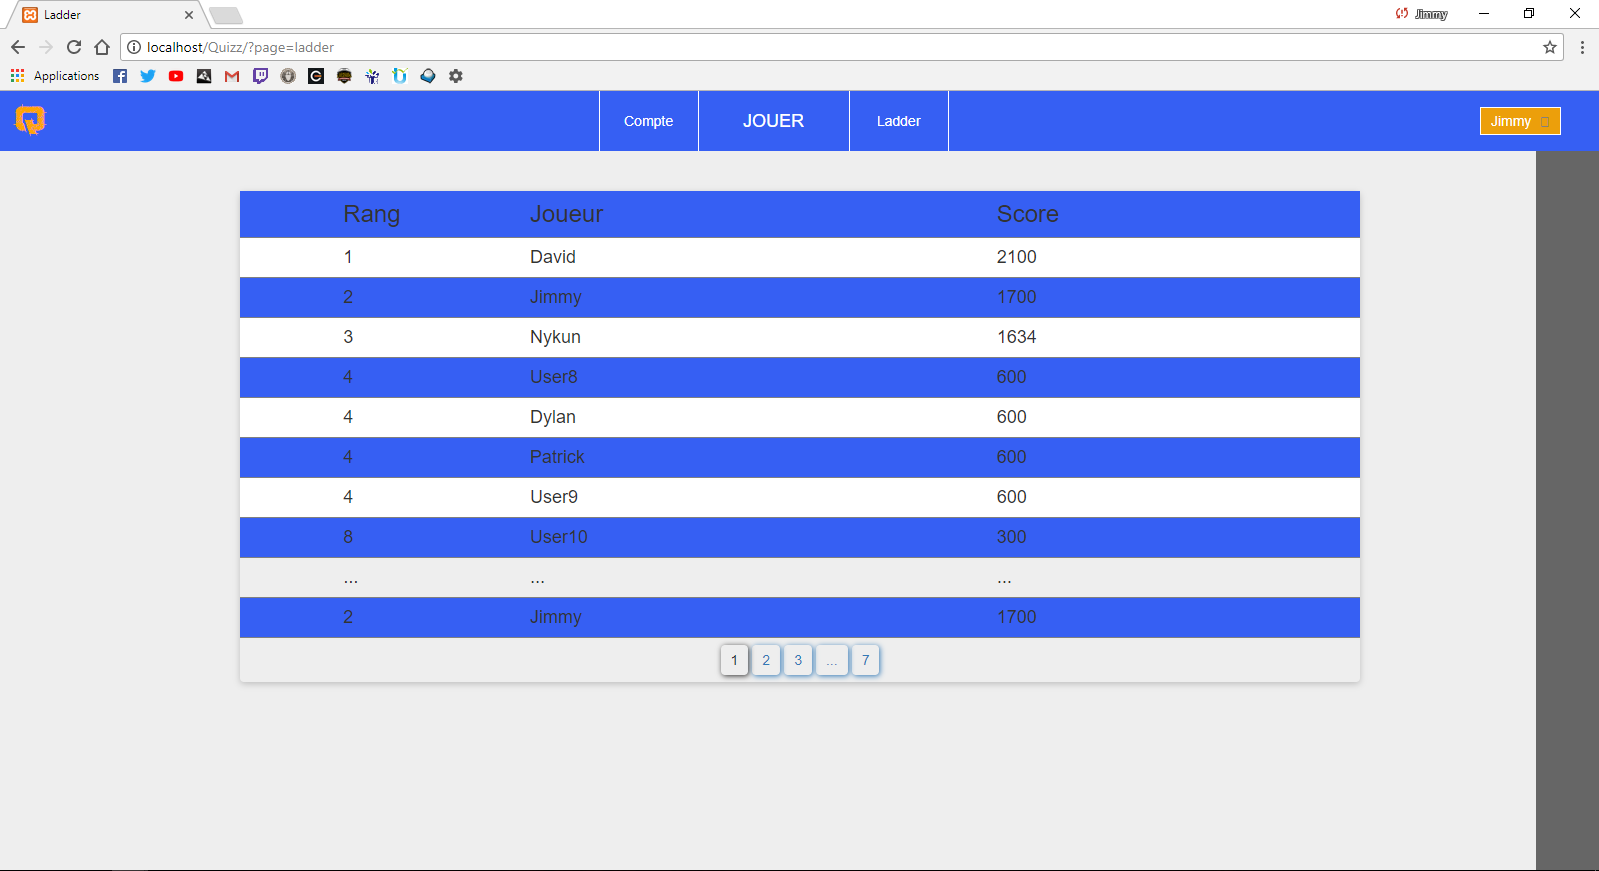 Ladder
Jimmy
localhost/Quizz/?page=ladder
Applications
Compte JOUER Ladder Jimmy
Rang Joueur Score
1 David 2100
2 Jimmy 1700
3 Nykun 1634
4 User8 600
4 Dylan 600
4 Patrick 600
4 User9 600
8 User10 300
... ... ...
2 Jimmy 1700
1 2 3 ... 7